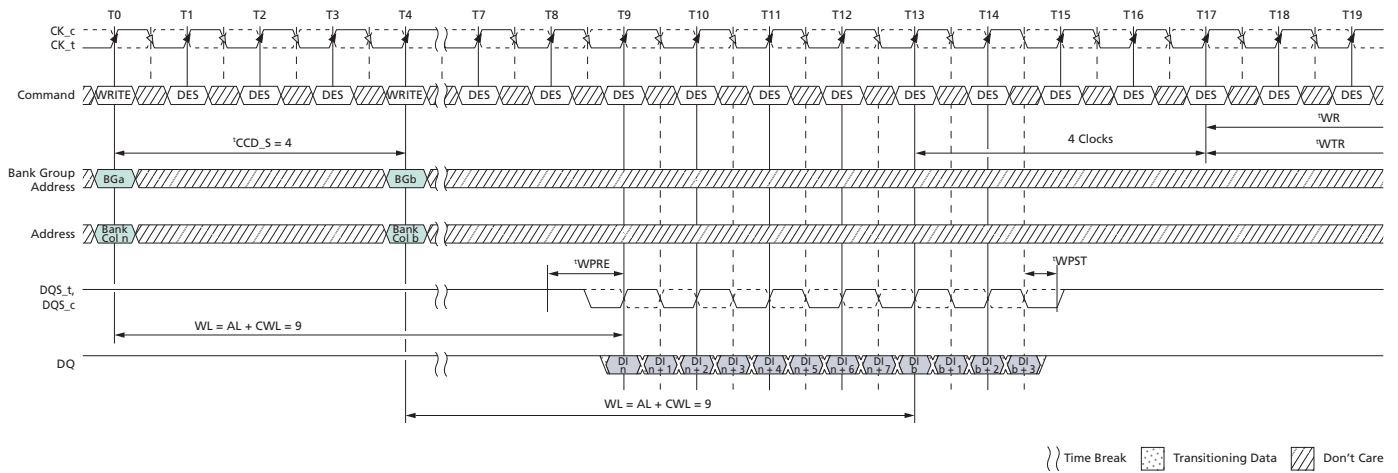 T0 T1 T2 T3 T4 T7 T8 T9 T10 T11 T12 T13 T14 T15 T16 T17 T18 T19
CK_c
CK_t
Command WRITE DES DES DES WRITE DES DES DES DES DES DES DES DES DES DES DES DES DES
tWR
tCCD_S = 4 4 Clocks tWTR
Bank Group
Address BGa BGb
Address Bank
Col n Bank
Col b
tWPRE tWPST
DQS_t,
DQS_c
WL = AL + CWL = 9
DQ DI
n DI
n + 1 DI
n + 2 DI
n + 3 DI
n + 4 DI
n + 5 DI
n + 6 DI
n + 7 DI
b DI
b + 1 DI
b + 2 DI
b + 3
WL = AL + CWL = 9
Time Break Transitioning Data Don't Care